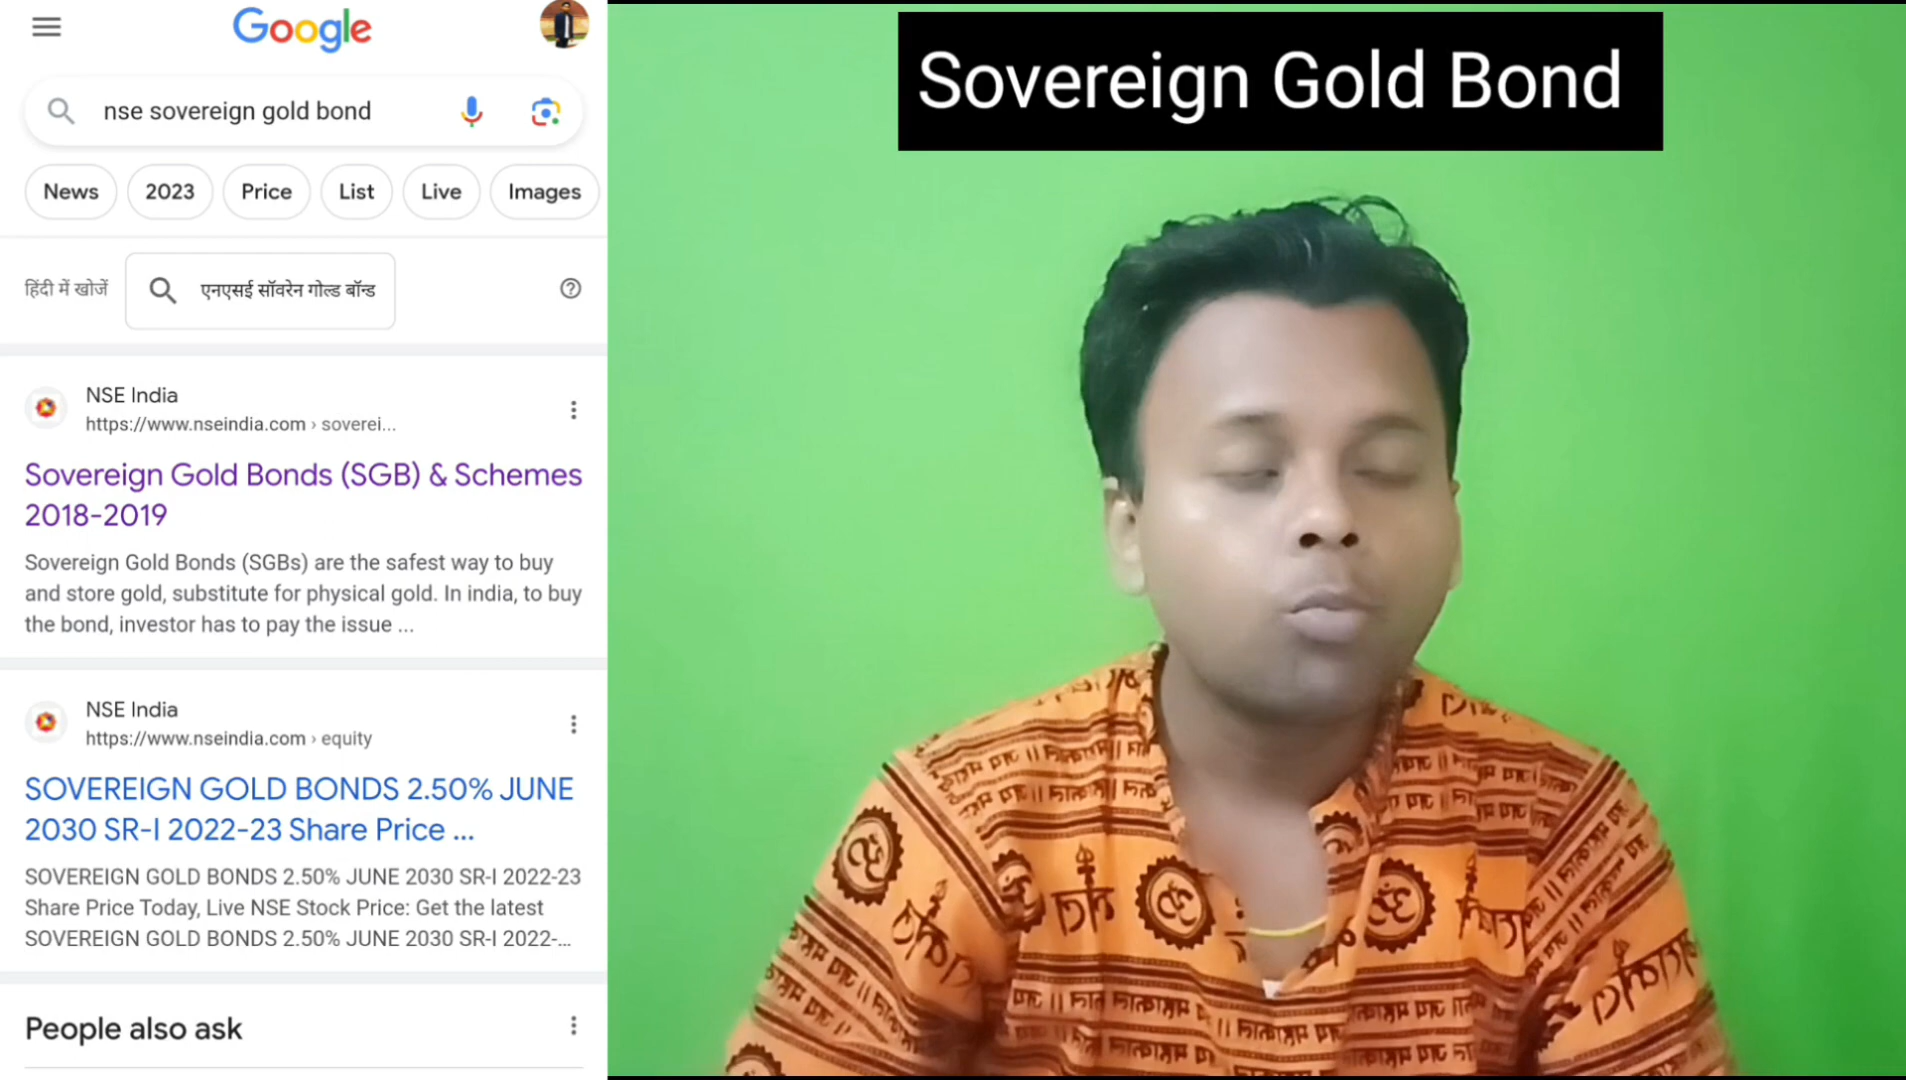 Google
nse sovereign gold bond
News
2023
Price
List
Live
Images
हिंदी में खोजें
एनएसई सॉवरेन गोल्ड बॉन्ड
NSE India
https://www.nseindia.com › soverei...
Sovereign Gold Bonds (SGB) & Schemes
2018-2019
Sovereign Gold Bonds (SGBs) are the safest way to buy
and store gold, substitute for physical gold. In india, to buy
the bond, investor has to pay the issue ...
NSE India
https://www.nseindia.com › equity
SOVEREIGN GOLD BONDS 2.50% JUNE
2030 SR-I 2022-23 Share Price ...
SOVEREIGN GOLD BONDS 2.50% JUNE 2030 SR-I 2022-23
Share Price Today, Live NSE Stock Price: Get the latest
SOVEREIGN GOLD BONDS 2.50% JUNE 2030 SR-I 2022-...
People also ask
Sovereign Gold Bond